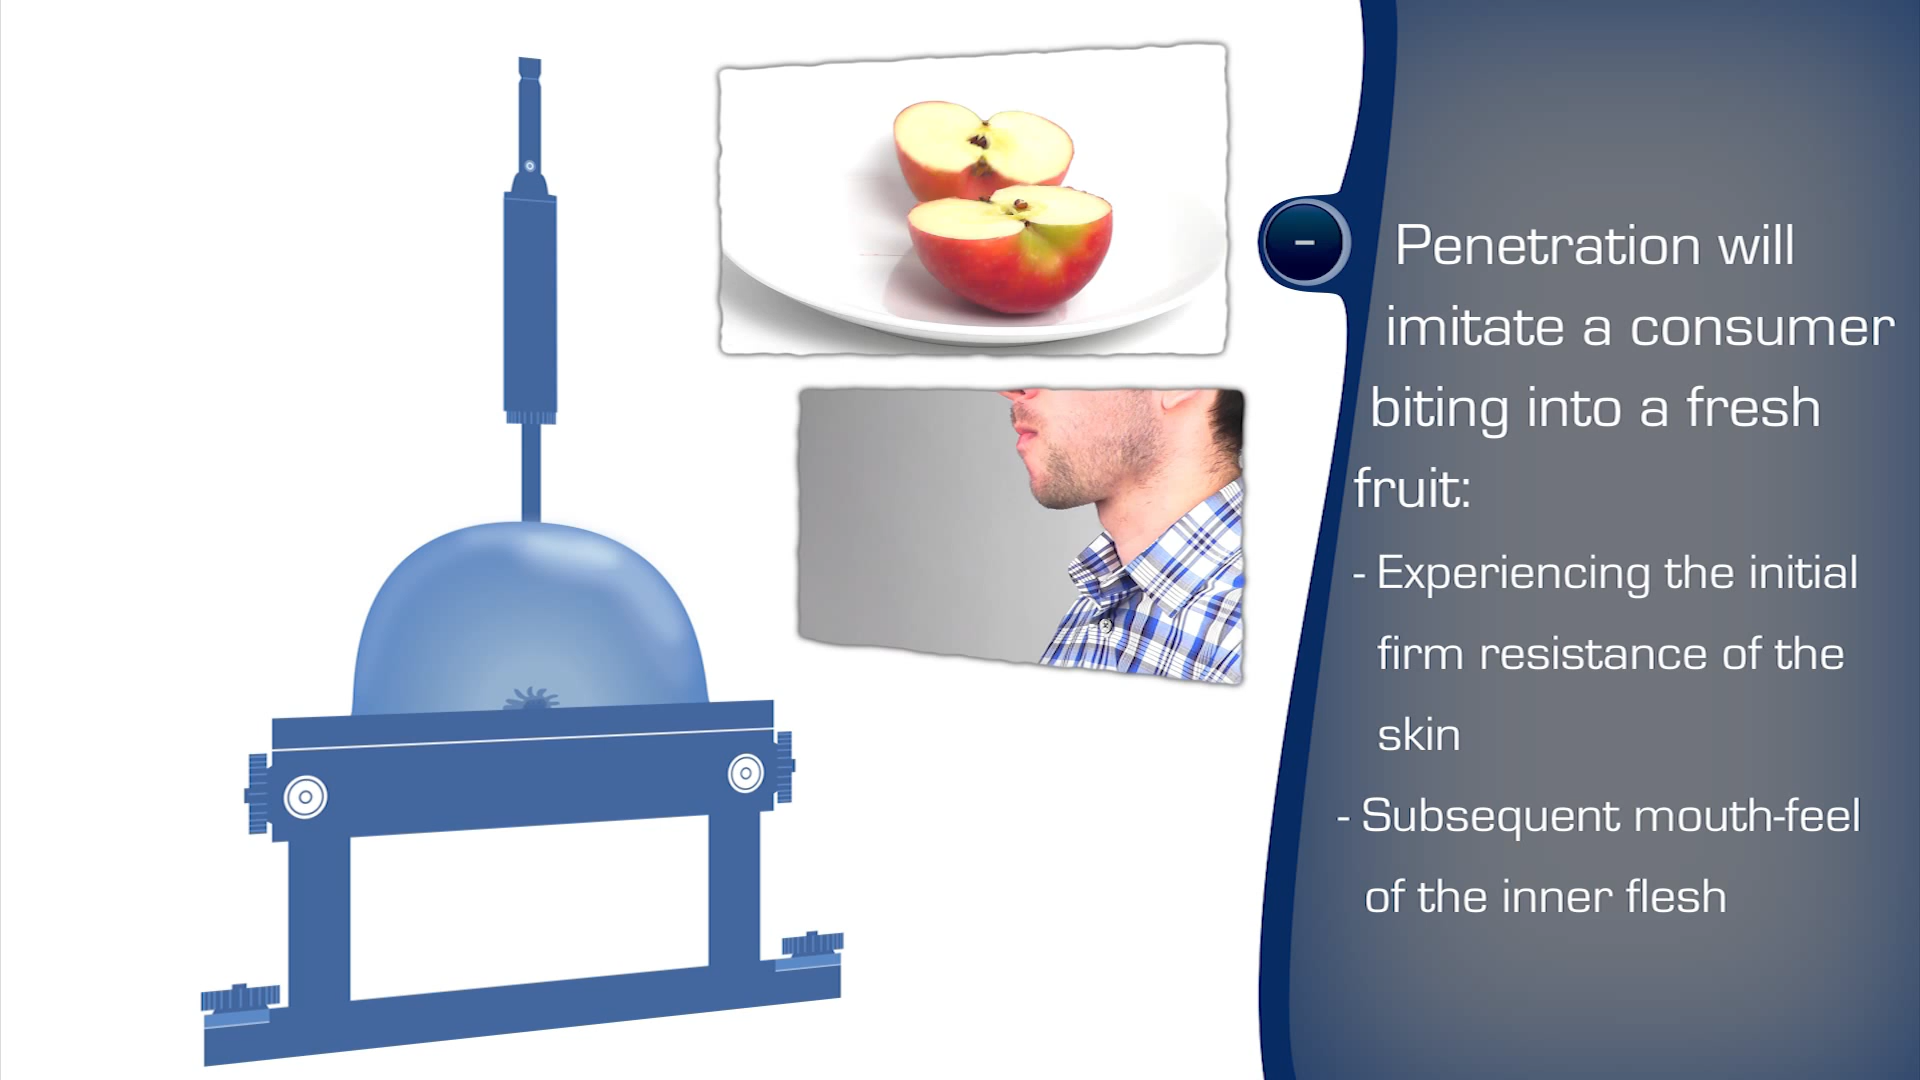 Penetration will
imitate a consumer
biting into a fresh
fruit:
- Experiencing the initial
firm resistance of the
skin
- Subsequent mouth-feel
of the inner flesh